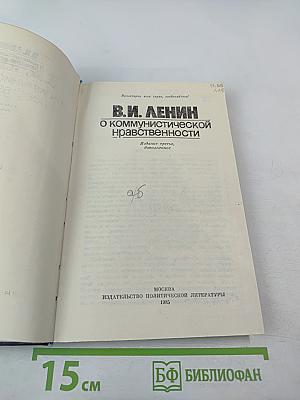 Пролетарии всех стран, соединяйтесь!
В.И. ЛЕНИН
О КОММУНИСТИЧЕСКОЙ
НРАВСТВЕННОСТИ
Издание третье,
дополненное
МОСКВА
ИЗДАТЕЛЬСТВО ПОЛИТИЧЕСКОЙ ЛИТЕРАТУРЫ
1985
15 см
БФ БИБЛИОФАН